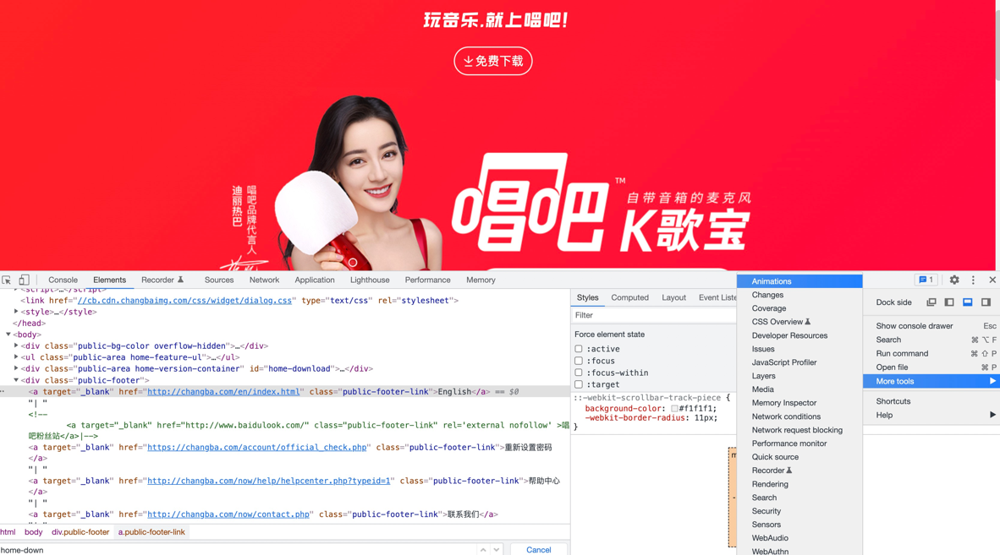 玩音乐,就上唱吧!
免费下载
唱吧品牌代言人
迪丽热巴
唱吧™
自带音箱的麦克风
K歌宝
Console Elements Recorder Sources Network Application Lighthouse Performance Memory 1
<script>…</script>
<link href="//cb.cdn.changbaimg.com/css/widget/dialog.css" type="text/css" rel="stylesheet">
<style>…</style>
</head>
<body>
<div class="public-bg-color overflow-hidden">…</div>
<ul class="public-area home-feature-ul">…</ul>
<div class="public-area home-version-container" id="home-download">…</div>
<div class="public-footer">
<a target="_blank" href="http://changba.com/en/index.html" class="public-footer-link">English</a> == $0
"| "
<!--
<a target="_blank" href="http://www.baidulook.com/" class="public-footer-link" rel='external nofollow' >唱
吧粉丝站</a>|-->
<a target="_blank" href="https://changba.com/account/official_check.php" class="public-footer-link">重新设置密码
</a>
"| "
<a target="_blank" href="http://changba.com/now/help/helpcenter.php?typeid=1" class="public-footer-link">帮助中心
</a>
"| "
<a target="_blank" href="http://changba.com/now/contact.php" class="public-footer-link">联系我们</a>
html body div.public-footer a.public-footer-link
home-down
Cancel
Styles Computed Layout Event Liste
Filter
Force element state
:active
:focus
:focus-within
:target
::-webkit-scrollbar-track-piece {
background-color: #f1f1f1;
-webkit-border-radius: 11px;
}
m
-
Animations
Changes
Coverage
CSS Overview
Developer Resources
Issues
JavaScript Profiler
Layers
Media
Memory Inspector
Network conditions
Network request blocking
Performance monitor
Quick source
Recorder
Rendering
Search
Security
Sensors
WebAudio
WebAuthn
Dock side
Show console drawer Esc
Search ⌘ ⌥ F
Run command ⌘ ⇧ P
Open file ⌘ P
More tools
Shortcuts
Help